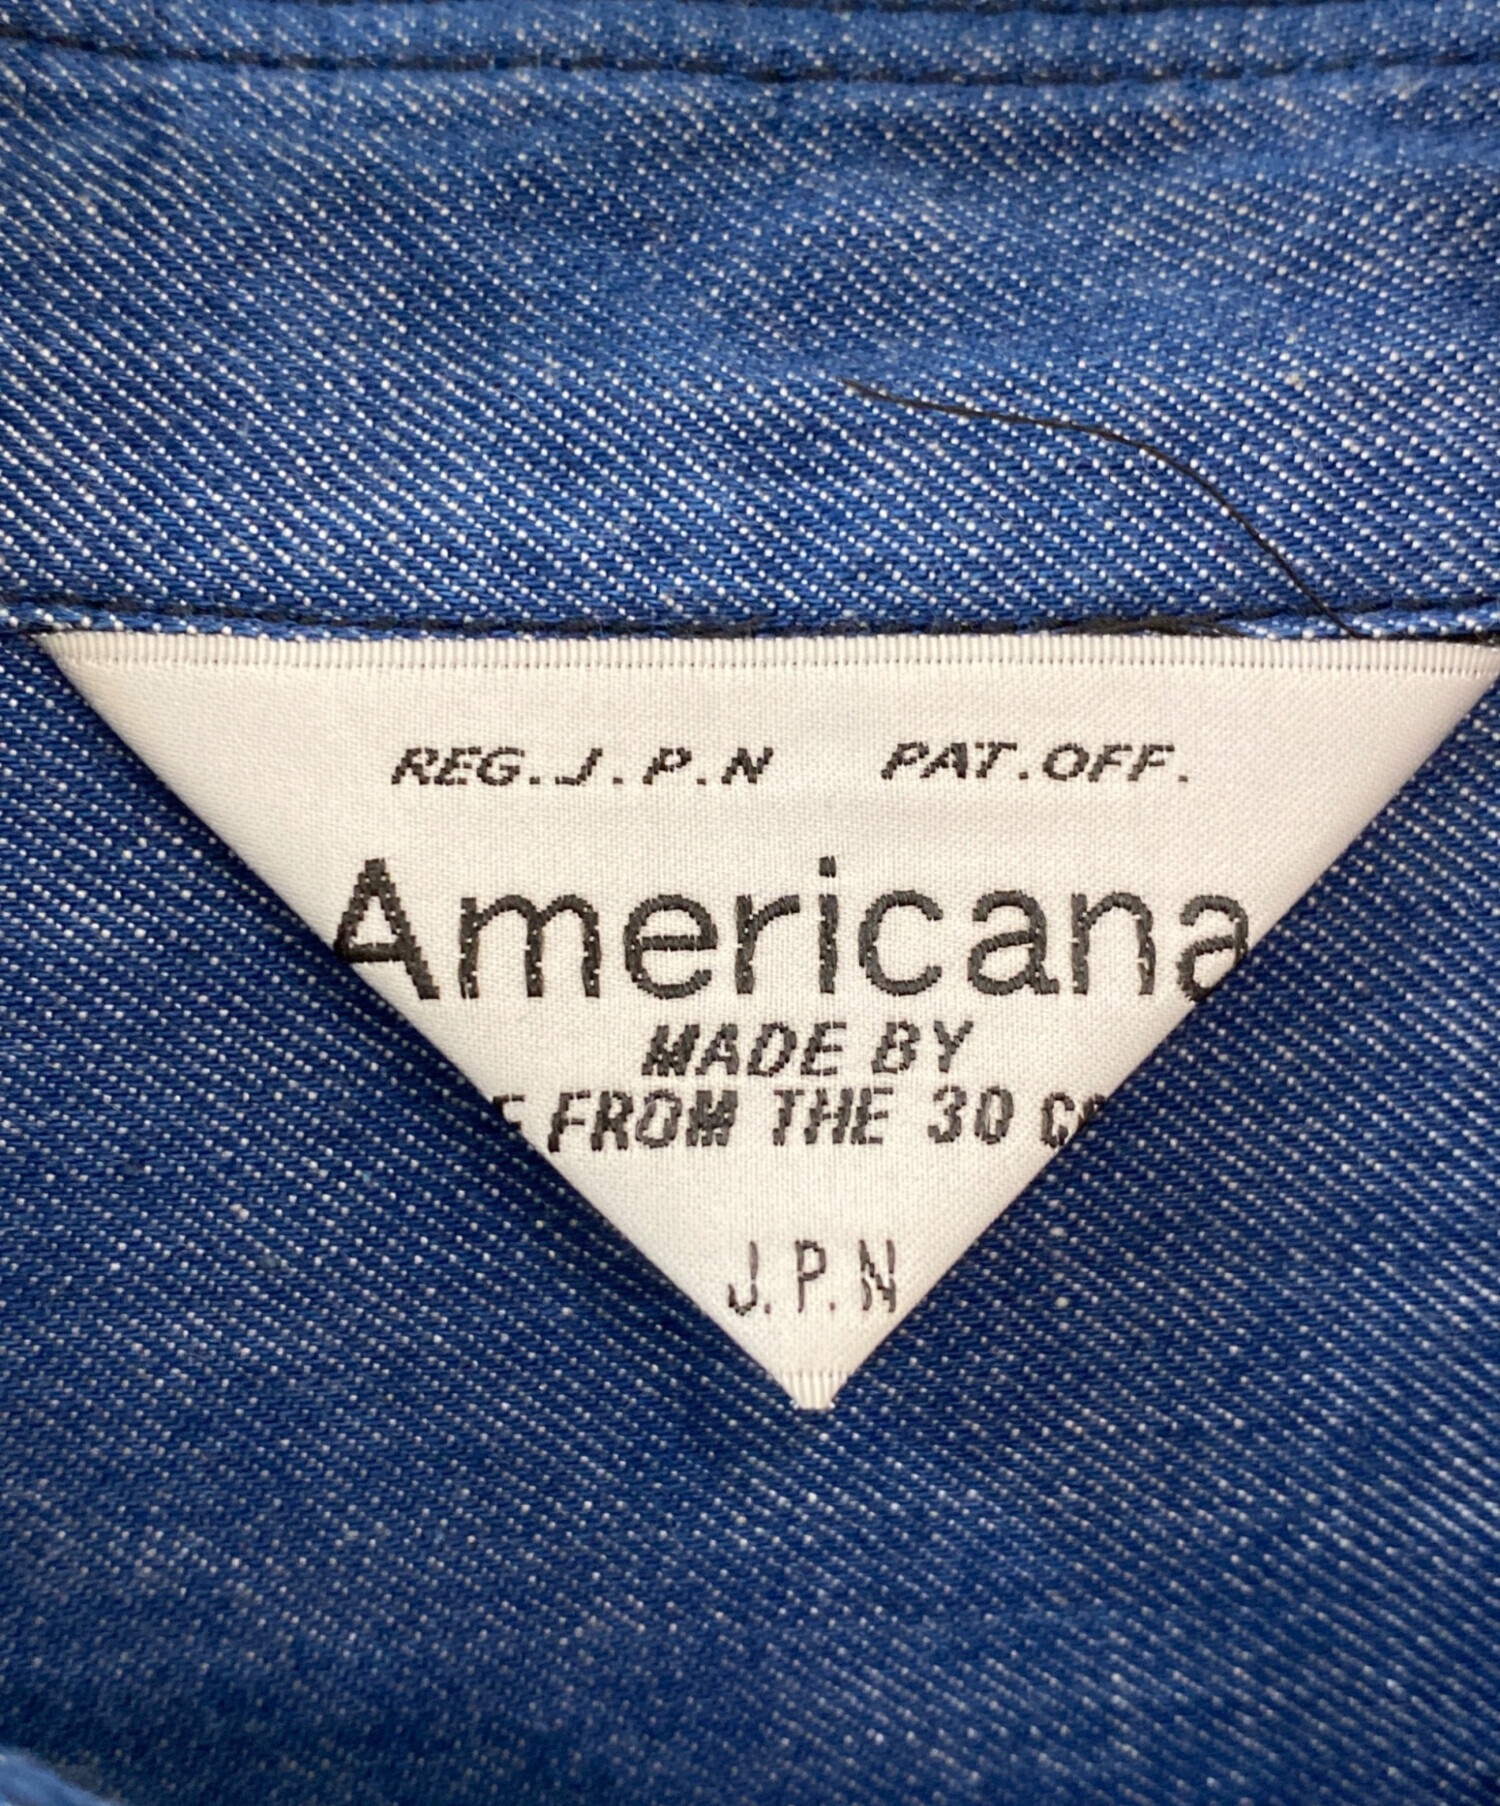 REG.J.P.N PAT.OFF.
Americana
MADE BY
FROM THE 30
J.P.N